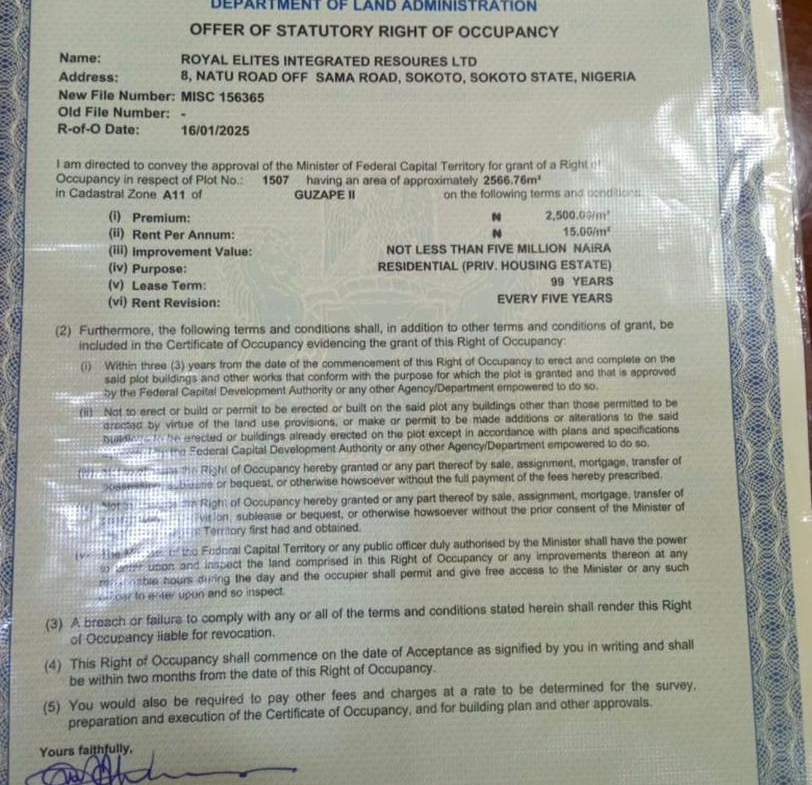 DEPARTMENT OF LAND ADMINISTRATION
OFFER OF STATUTORY RIGHT OF OCCUPANCY
Name: ROYAL ELITES INTEGRATED RESOURES LTD
Address: 8, NATU ROAD OFF SAMA ROAD, SOKOTO, SOKOTO STATE, NIGERIA
New File Number: MISC 156365
Old File Number: -
R-of-O Date: 16/01/2025
I am directed to convey the approval of the Minister of Federal Capital Territory for grant of a Right of
Occupancy in respect of Plot No.: 1507 having an area of approximately 2566.76m²
in Cadastral Zone A11 of GUZAPE II on the following terms and conditions:
(i) Premium: ₦ 2,500.00/m²
(ii) Rent Per Annum: ₦ 15.00/m²
(iii) Improvement Value: NOT LESS THAN FIVE MILLION NAIRA
(iv) Purpose: RESIDENTIAL (PRIV. HOUSING ESTATE)
(v) Lease Term: 99 YEARS
(vi) Rent Revision: EVERY FIVE YEARS
(2) Furthermore, the following terms and conditions shall, in addition to other terms and conditions of grant, be
included in the Certificate of Occupancy evidencing the grant of this Right of Occupancy:
(i) Within three (3) years from the date of the commencement of this Right of Occupancy to erect and complete on the
said plot buildings and other works that conform with the purpose for which the plot is granted and that is approved
by the Federal Capital Development Authority or any other Agency/Department empowered to do so.
(ii) Not to erect or build or permit to be erected or built on the said plot any buildings other than those permitted to be
erected by virtue of the land use provisions, or make or permit to be made additions or alterations to the said
buildings to be erected or buildings already erected on the plot except in accordance with plans and specifications
the Federal Capital Development Authority or any other Agency/Department empowered to do so.
the Right of Occupancy hereby granted or any part thereof by sale, assignment, mortgage, transfer of
or bequest, or otherwise howsoever without the full payment of the fees hereby prescribed.
Right of Occupancy hereby granted or any part thereof by sale, assignment, mortgage, transfer of
sublease or bequest, or otherwise howsoever without the prior consent of the Minister of
Territory first had and obtained.
of the Federal Capital Territory or any public officer duly authorised by the Minister shall have the power
to enter upon and inspect the land comprised in this Right of Occupancy or any improvements thereon at any
hours during the day and the occupier shall permit and give free access to the Minister or any such
to enter upon and so inspect.
(3) A breach or failure to comply with any or all of the terms and conditions stated herein shall render this Right
of Occupancy liable for revocation.
(4) This Right of Occupancy shall commence on the date of Acceptance as signified by you in writing and shall
be within two months from the date of this Right of Occupancy.
(5) You would also be required to pay other fees and charges at a rate to be determined for the survey,
preparation and execution of the Certificate of Occupancy, and for building plan and other approvals.
Yours faithfully,